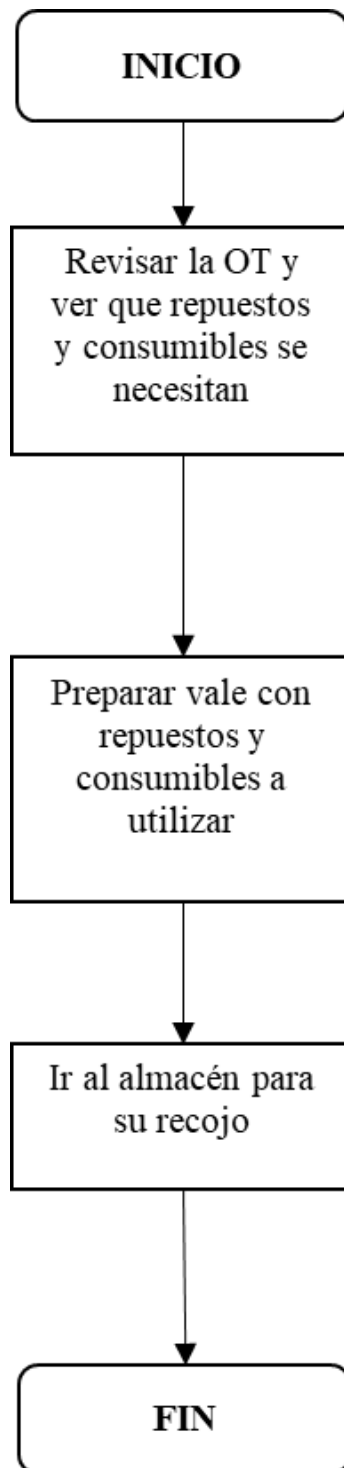 INICIO
Revisar la OT y
ver que repuestos
y consumibles se
necesitan
Preparar vale con
repuestos y
consumibles a
utilizar
Ir al almacén para
su recojo
FIN